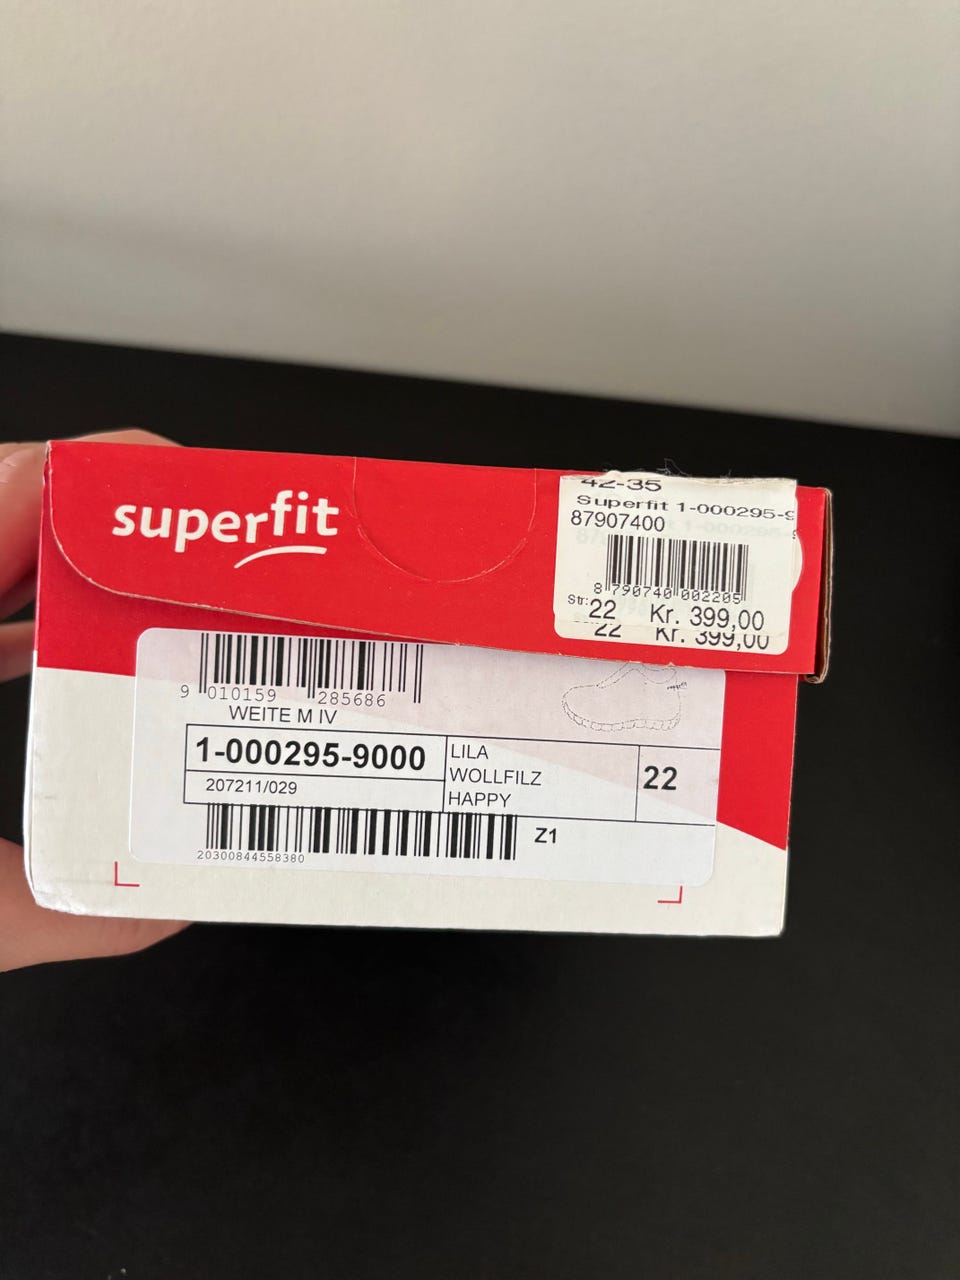 superfit
42-35
Superfit 1-000295-9
87907400
8 790740 002205
Str: 22 Kr. 399,00
22 Kr. 399,00
9 010159 285686
WEITE M IV
superfit
1-000295-9000
207211/029
LILA
WOLLFILZ
HAPPY
22
20300844558380
Z1